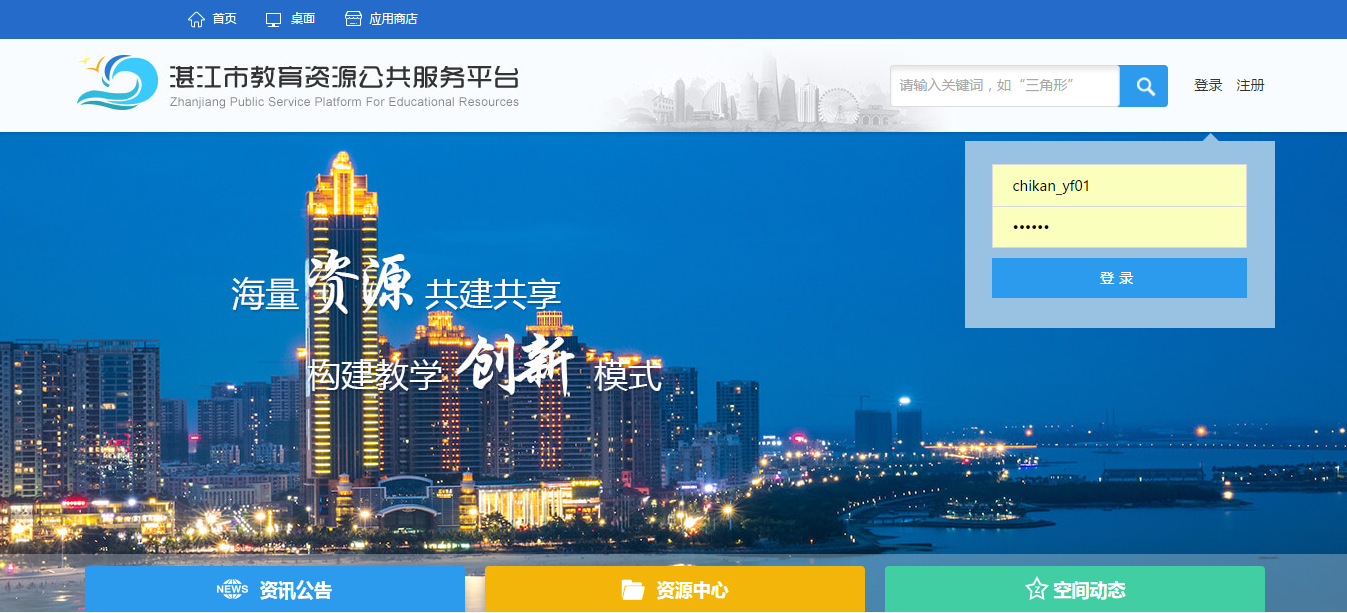 首页 桌面 应用商店
湛江市教育资源公共服务平台
Zhanjiang Public Service Platform For Educational Resources
请输入关键词，如“三角形”
登录 注册
chikan_yf01
••••••
登 录
海量资源 共建共享
构建教学 创新 模式
NEWS 资讯公告
资源中心
空间动态